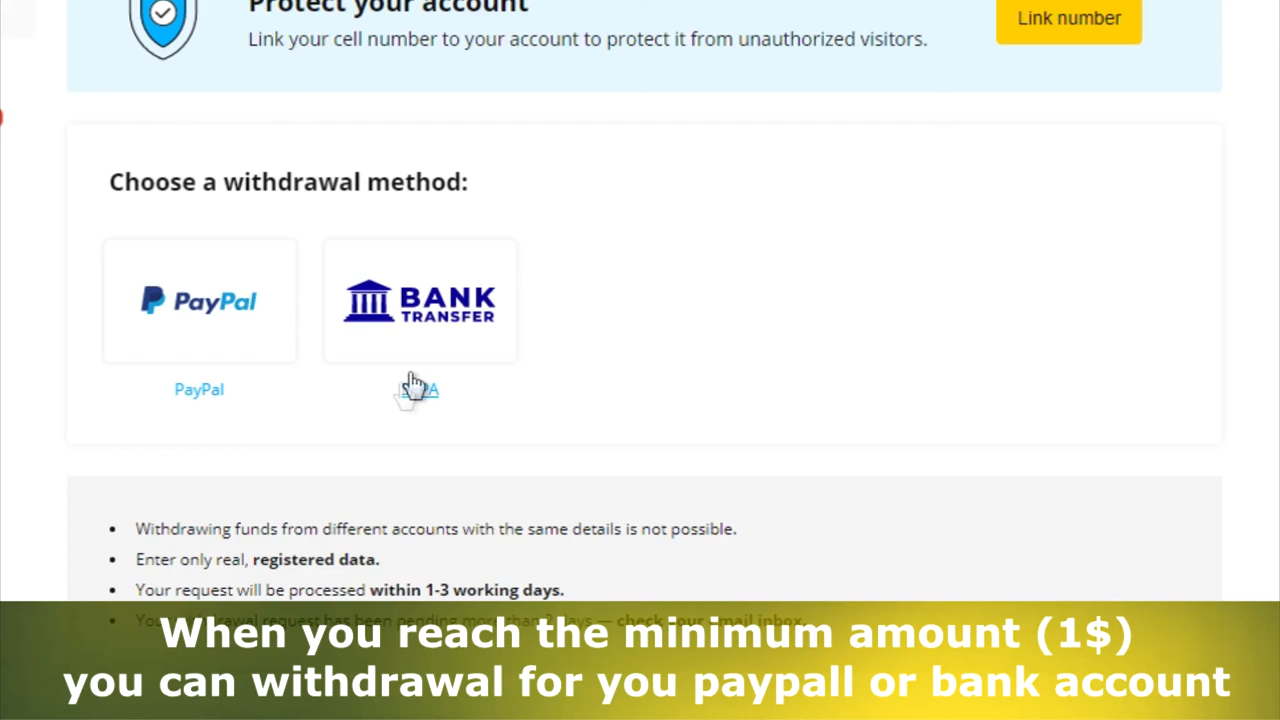 Protect your account
Link your cell number to your account to protect it from unauthorized visitors.
Link number
Choose a withdrawal method:
PayPal
BANK
TRANSFER
PayPal
Withdrawing funds from different accounts with the same details is not possible.
Enter only real, registered data.
Your request will be processed within 1-3 working days.
When you reach the minimum amount (1$)
you can withdrawal for you paypall or bank account